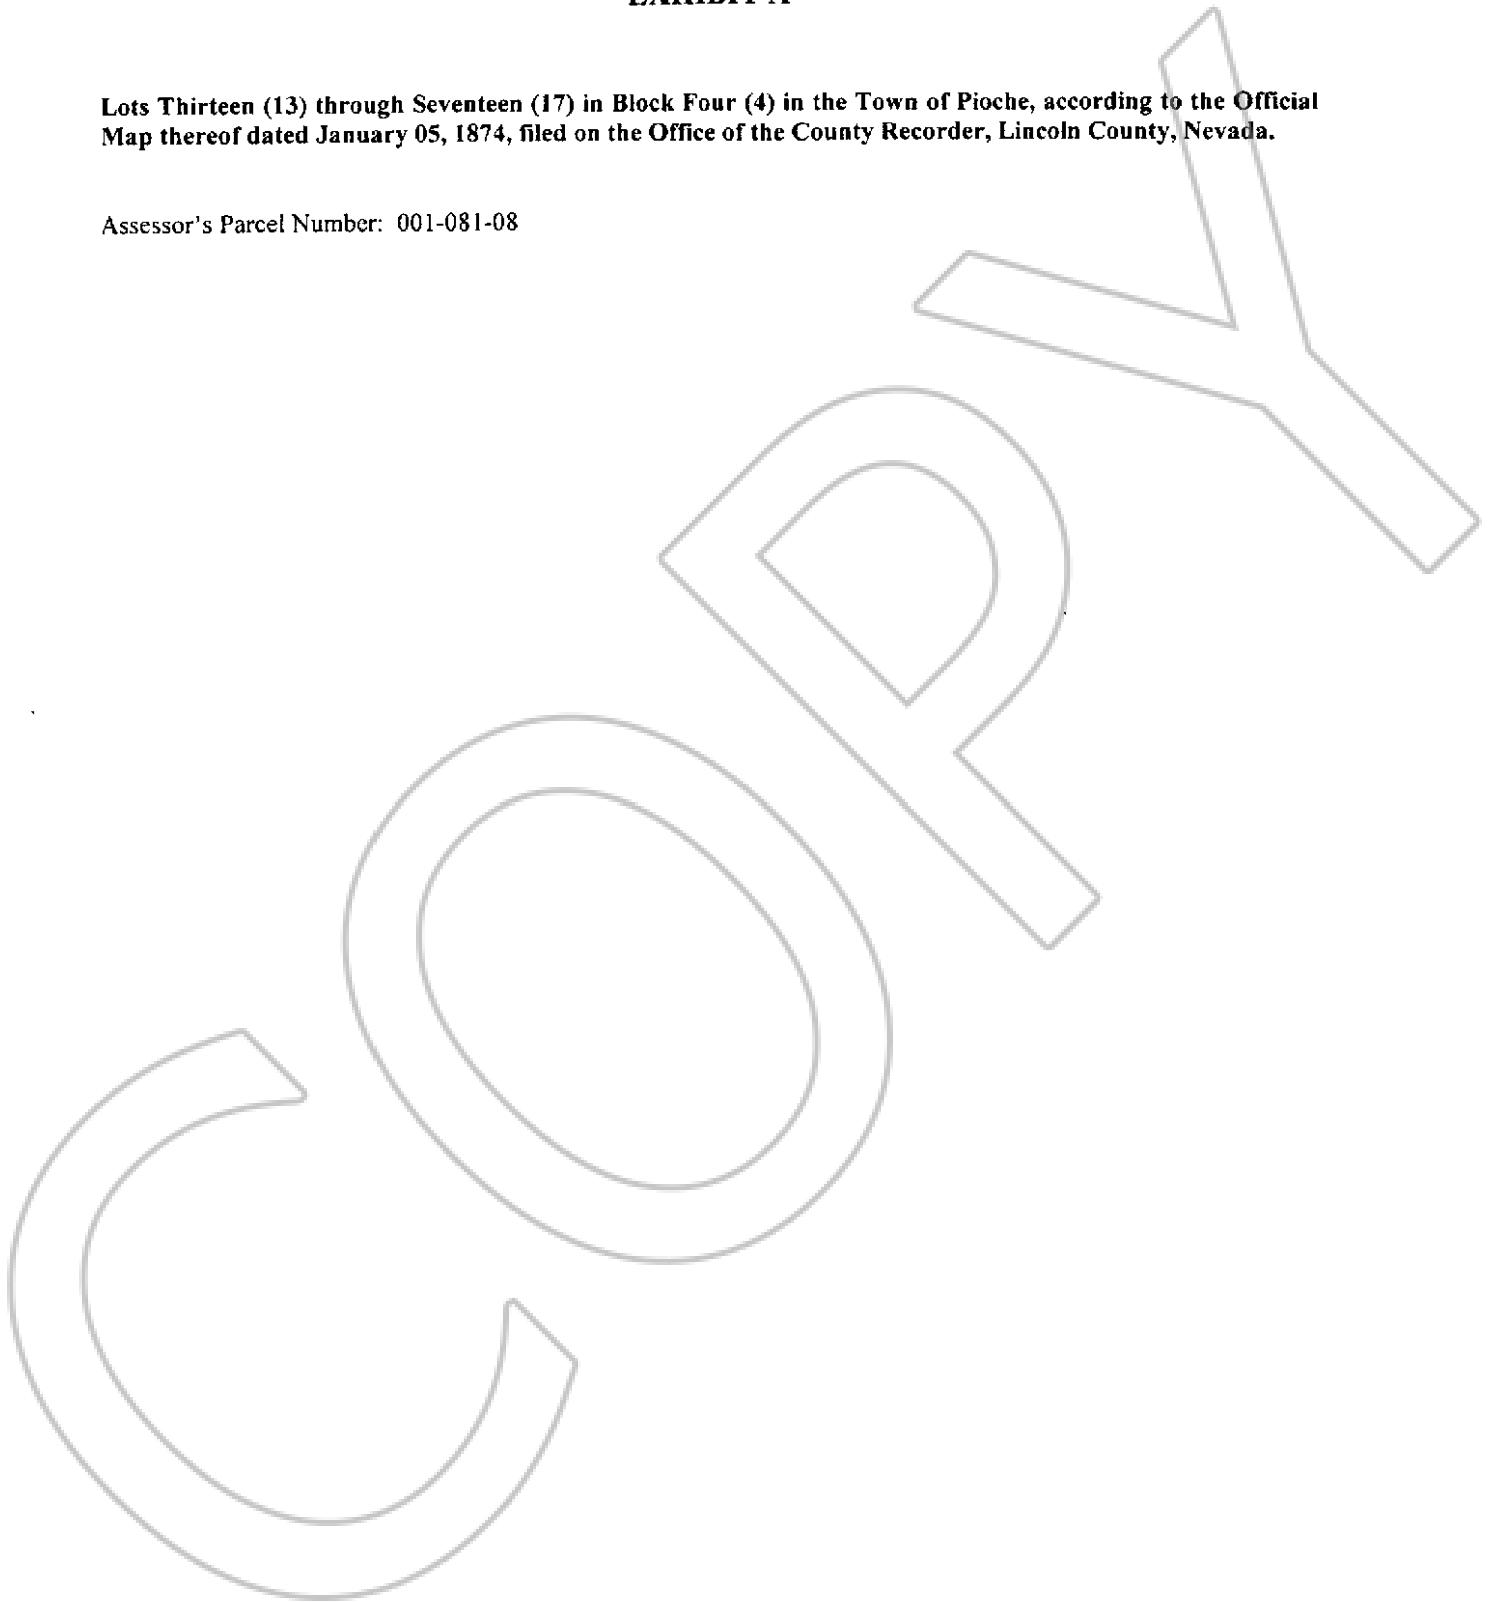 EXHIBIT A
Lots Thirteen (13) through Seventeen (17) in Block Four (4) in the Town of Pioche, according to the Official
Map thereof dated January 05, 1874, filed on the Office of the County Recorder, Lincoln County, Nevada.
Assessor's Parcel Number: 001-081-08
COPY